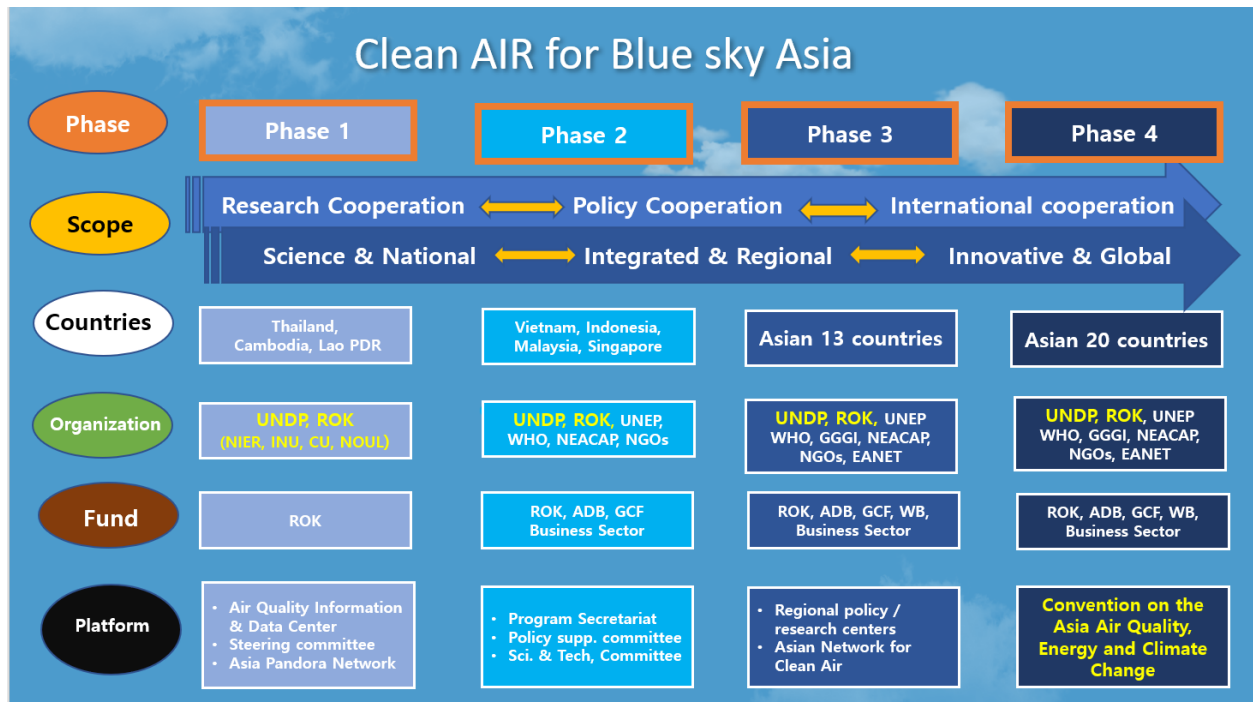 Clean AIR for Blue sky Asia
Phase
Phase 1
Phase 2
Phase 3
Phase 4
Scope
Research Cooperation
Policy Cooperation
International cooperation
Science & National
Integrated & Regional
Innovative & Global
Countries
Thailand,
Cambodia, Lao PDR
Vietnam, Indonesia,
Malaysia, Singapore
Asian 13 countries
Asian 20 countries
Organization
UNDP, ROK
(NIER, INU, CU, NOUL)
UNDP, ROK, UNEP,
WHO, NEACAP, NGOs
UNDP, ROK, UNEP
WHO, GGGI, NEACAP,
NGOs, EANET
UNDP, ROK, UNEP
WHO, GGGI, NEACAP,
NGOs, EANET
Fund
ROK
ROK, ADB, GCF
Business Sector
ROK, ADB, GCF, WB,
Business Sector
ROK, ADB, GCF, WB,
Business Sector
Platform
• Air Quality Information
& Data Center
• Steering committee
• Asia Pandora Network
• Program Secretariat
• Policy supp. committee
• Sci. & Tech, Committee
• Regional policy /
research centers
• Asian Network for
Clean Air
Convention on the
Asia Air Quality,
Energy and Climate
Change